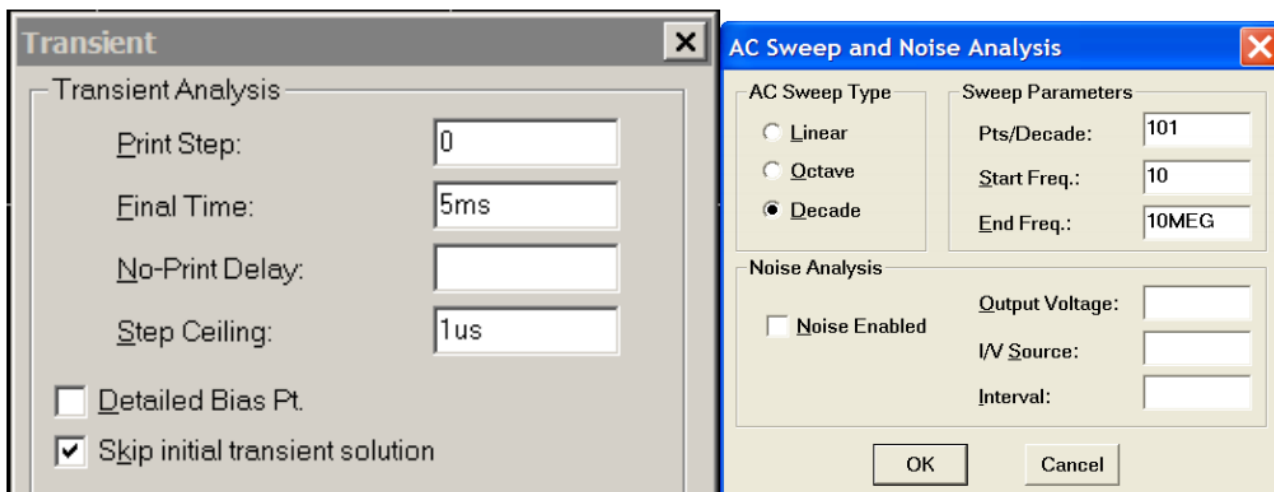 Transient
Transient Analysis
Print Step: 0
Final Time: 5ms
No-Print Delay:
Step Ceiling: 1us
Detailed Bias Pt.
Skip initial transient solution
AC Sweep and Noise Analysis
AC Sweep Type
Linear
Octave
Decade
Sweep Parameters
Pts/Decade: 101
Start Freq.: 10
End Freq.: 10MEG
Noise Analysis
Noise Enabled
Output Voltage:
I/V Source:
Interval:
OK Cancel